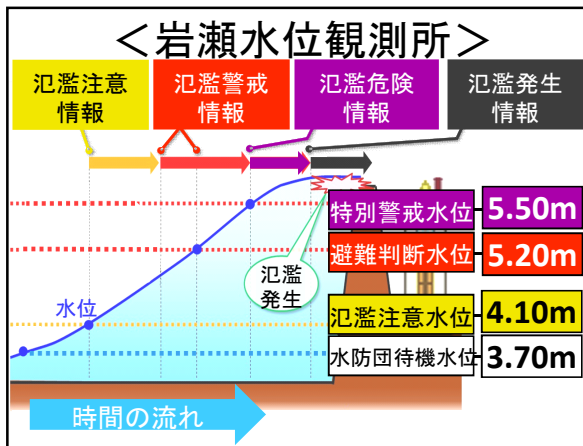 ＜岩瀬水位観測所＞
氾濫注意
情報
氾濫警戒
情報
氾濫危険
情報
氾濫発生
情報
特別警戒水位
5.50m
避難判断水位
5.20m
氾濫
発生
水位
氾濫注意水位
4.10m
水防団待機水位
3.70m
時間の流れ